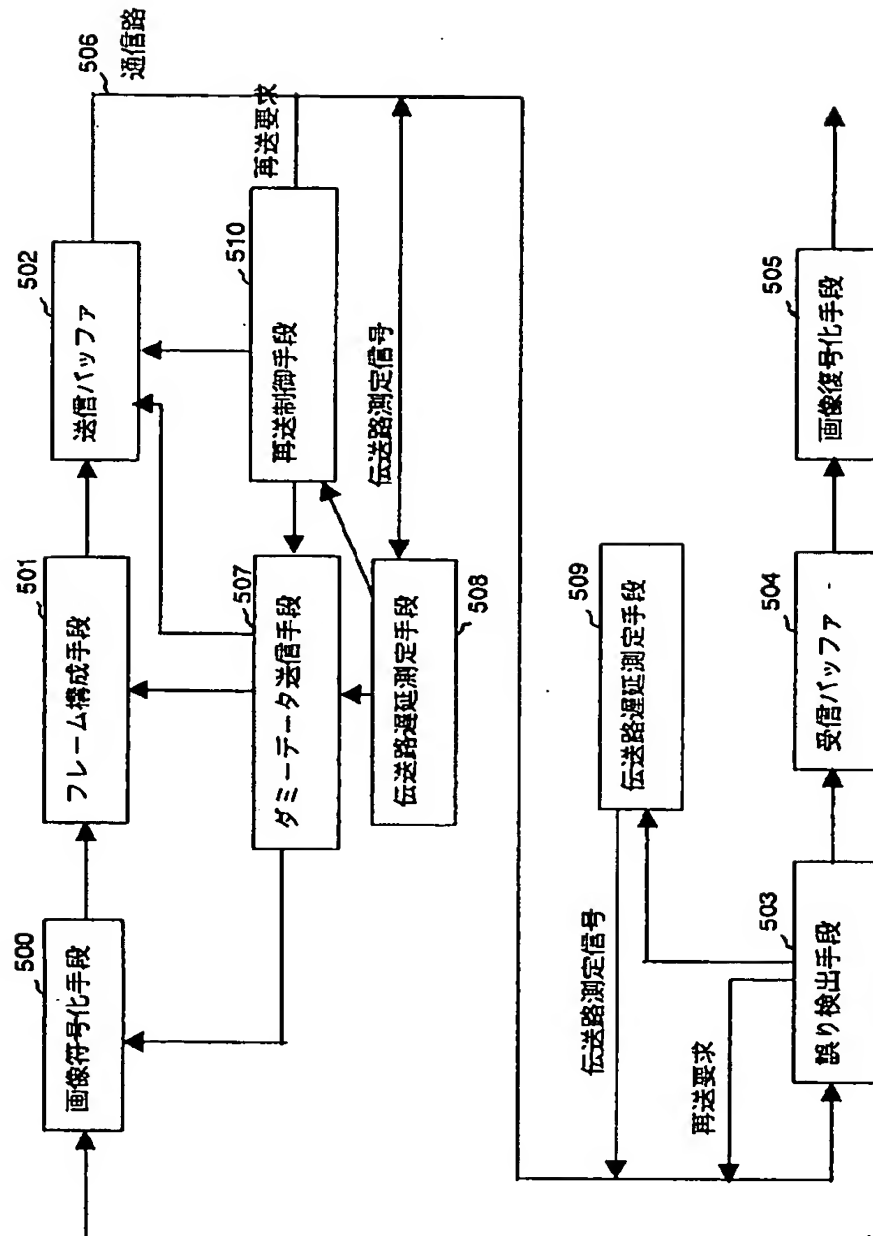 500
画像符号化手段
501
フレーム構成手段
502
送信バッファ
506
通信路
507
ダミーデータ送信手段
510
再送制御手段
再送要求
508
伝送路遅延測定手段
伝送路測定信号
509
伝送路遅延測定手段
伝送路測定信号
再送要求
503
誤り検出手段
504
受信バッファ
505
画像復号化手段